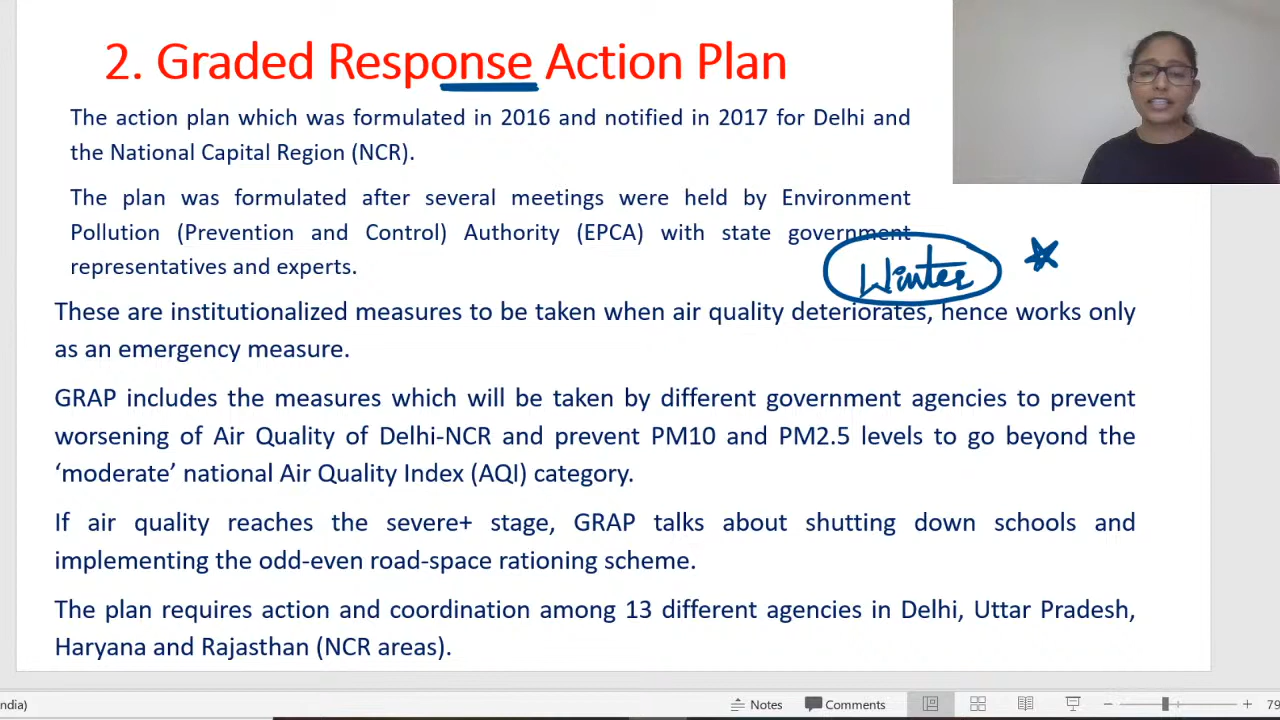 2. Graded Response Action Plan
The action plan which was formulated in 2016 and notified in 2017 for Delhi and
the National Capital Region (NCR).
The plan was formulated after several meetings were held by Environment
Pollution (Prevention and Control) Authority (EPCA) with state government
representatives and experts.
Winter
These are institutionalized measures to be taken when air quality deteriorates, hence works only
as an emergency measure.
GRAP includes the measures which will be taken by different government agencies to prevent
worsening of Air Quality of Delhi-NCR and prevent PM10 and PM2.5 levels to go beyond the
‘moderate’ national Air Quality Index (AQI) category.
If air quality reaches the severe+ stage, GRAP talks about shutting down schools and
implementing the odd-even road-space rationing scheme.
The plan requires action and coordination among 13 different agencies in Delhi, Uttar Pradesh,
Haryana and Rajasthan (NCR areas).
ndia) Notes Comments 79